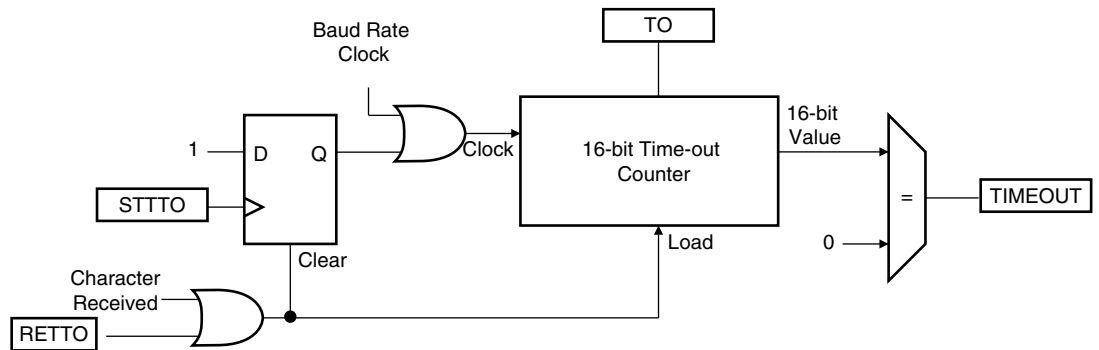 Baud Rate
Clock
TO
1
D
Q
Clock
16-bit Time-out
Counter
16-bit
Value
=
TIMEOUT
STTTO
Clear
Load
0
Character
Received
RETTO